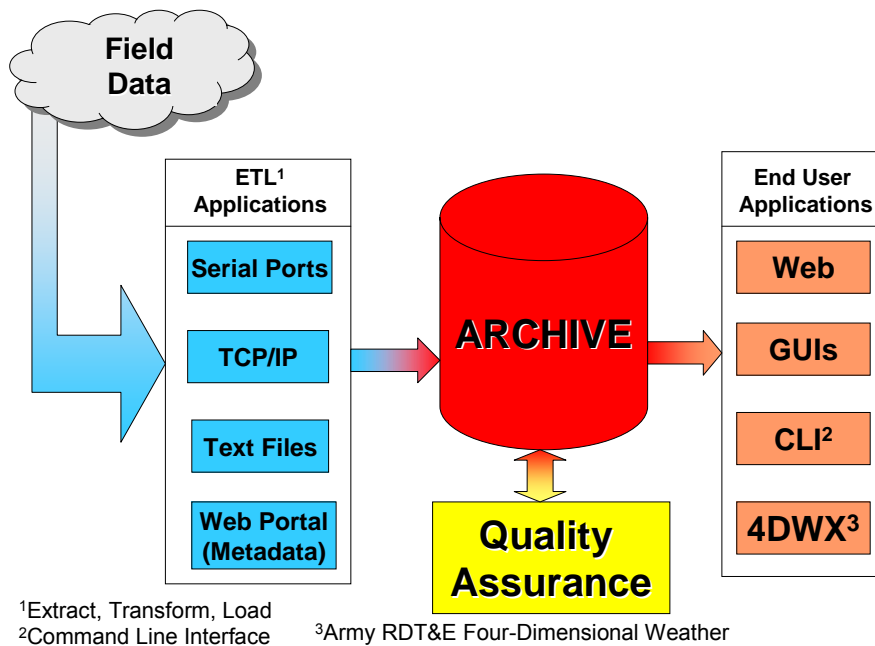 Field
Data
ETL¹
Applications
Serial Ports
TCP/IP
Text Files
Web Portal
(Metadata)
ARCHIVE
Quality
Assurance
End User
Applications
Web
GUIs
CLI²
4DWX³
¹Extract, Transform, Load
²Command Line Interface
³Army RDT&E Four-Dimensional Weather